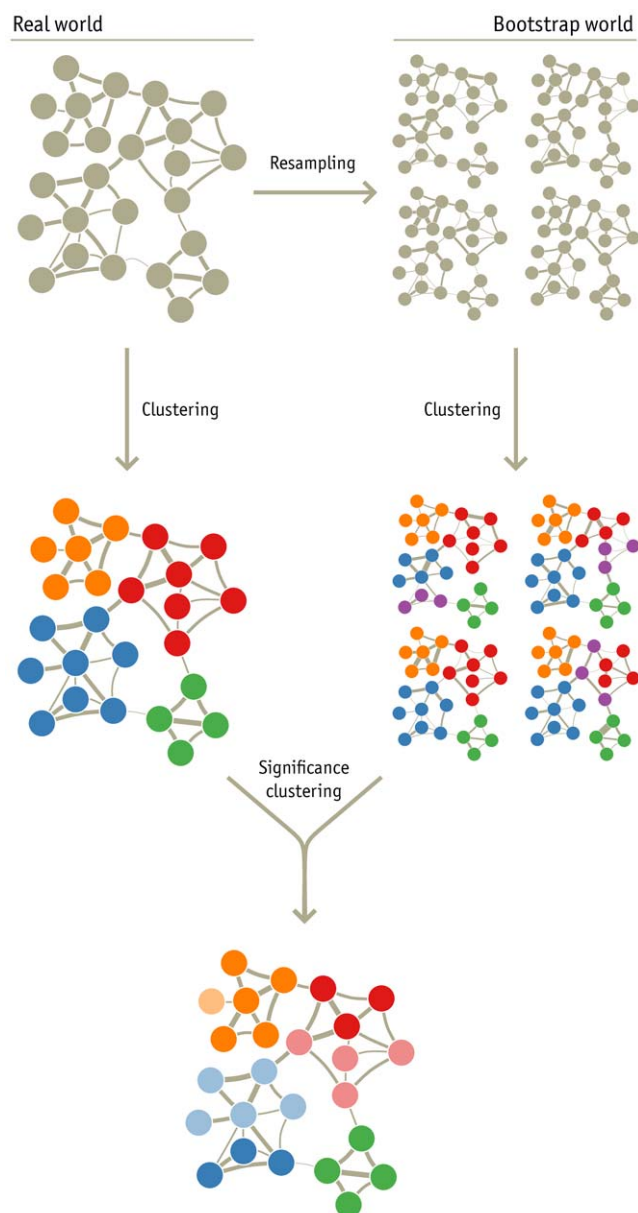 Real world
Bootstrap world
Resampling
Clustering
Clustering
Significance
clustering